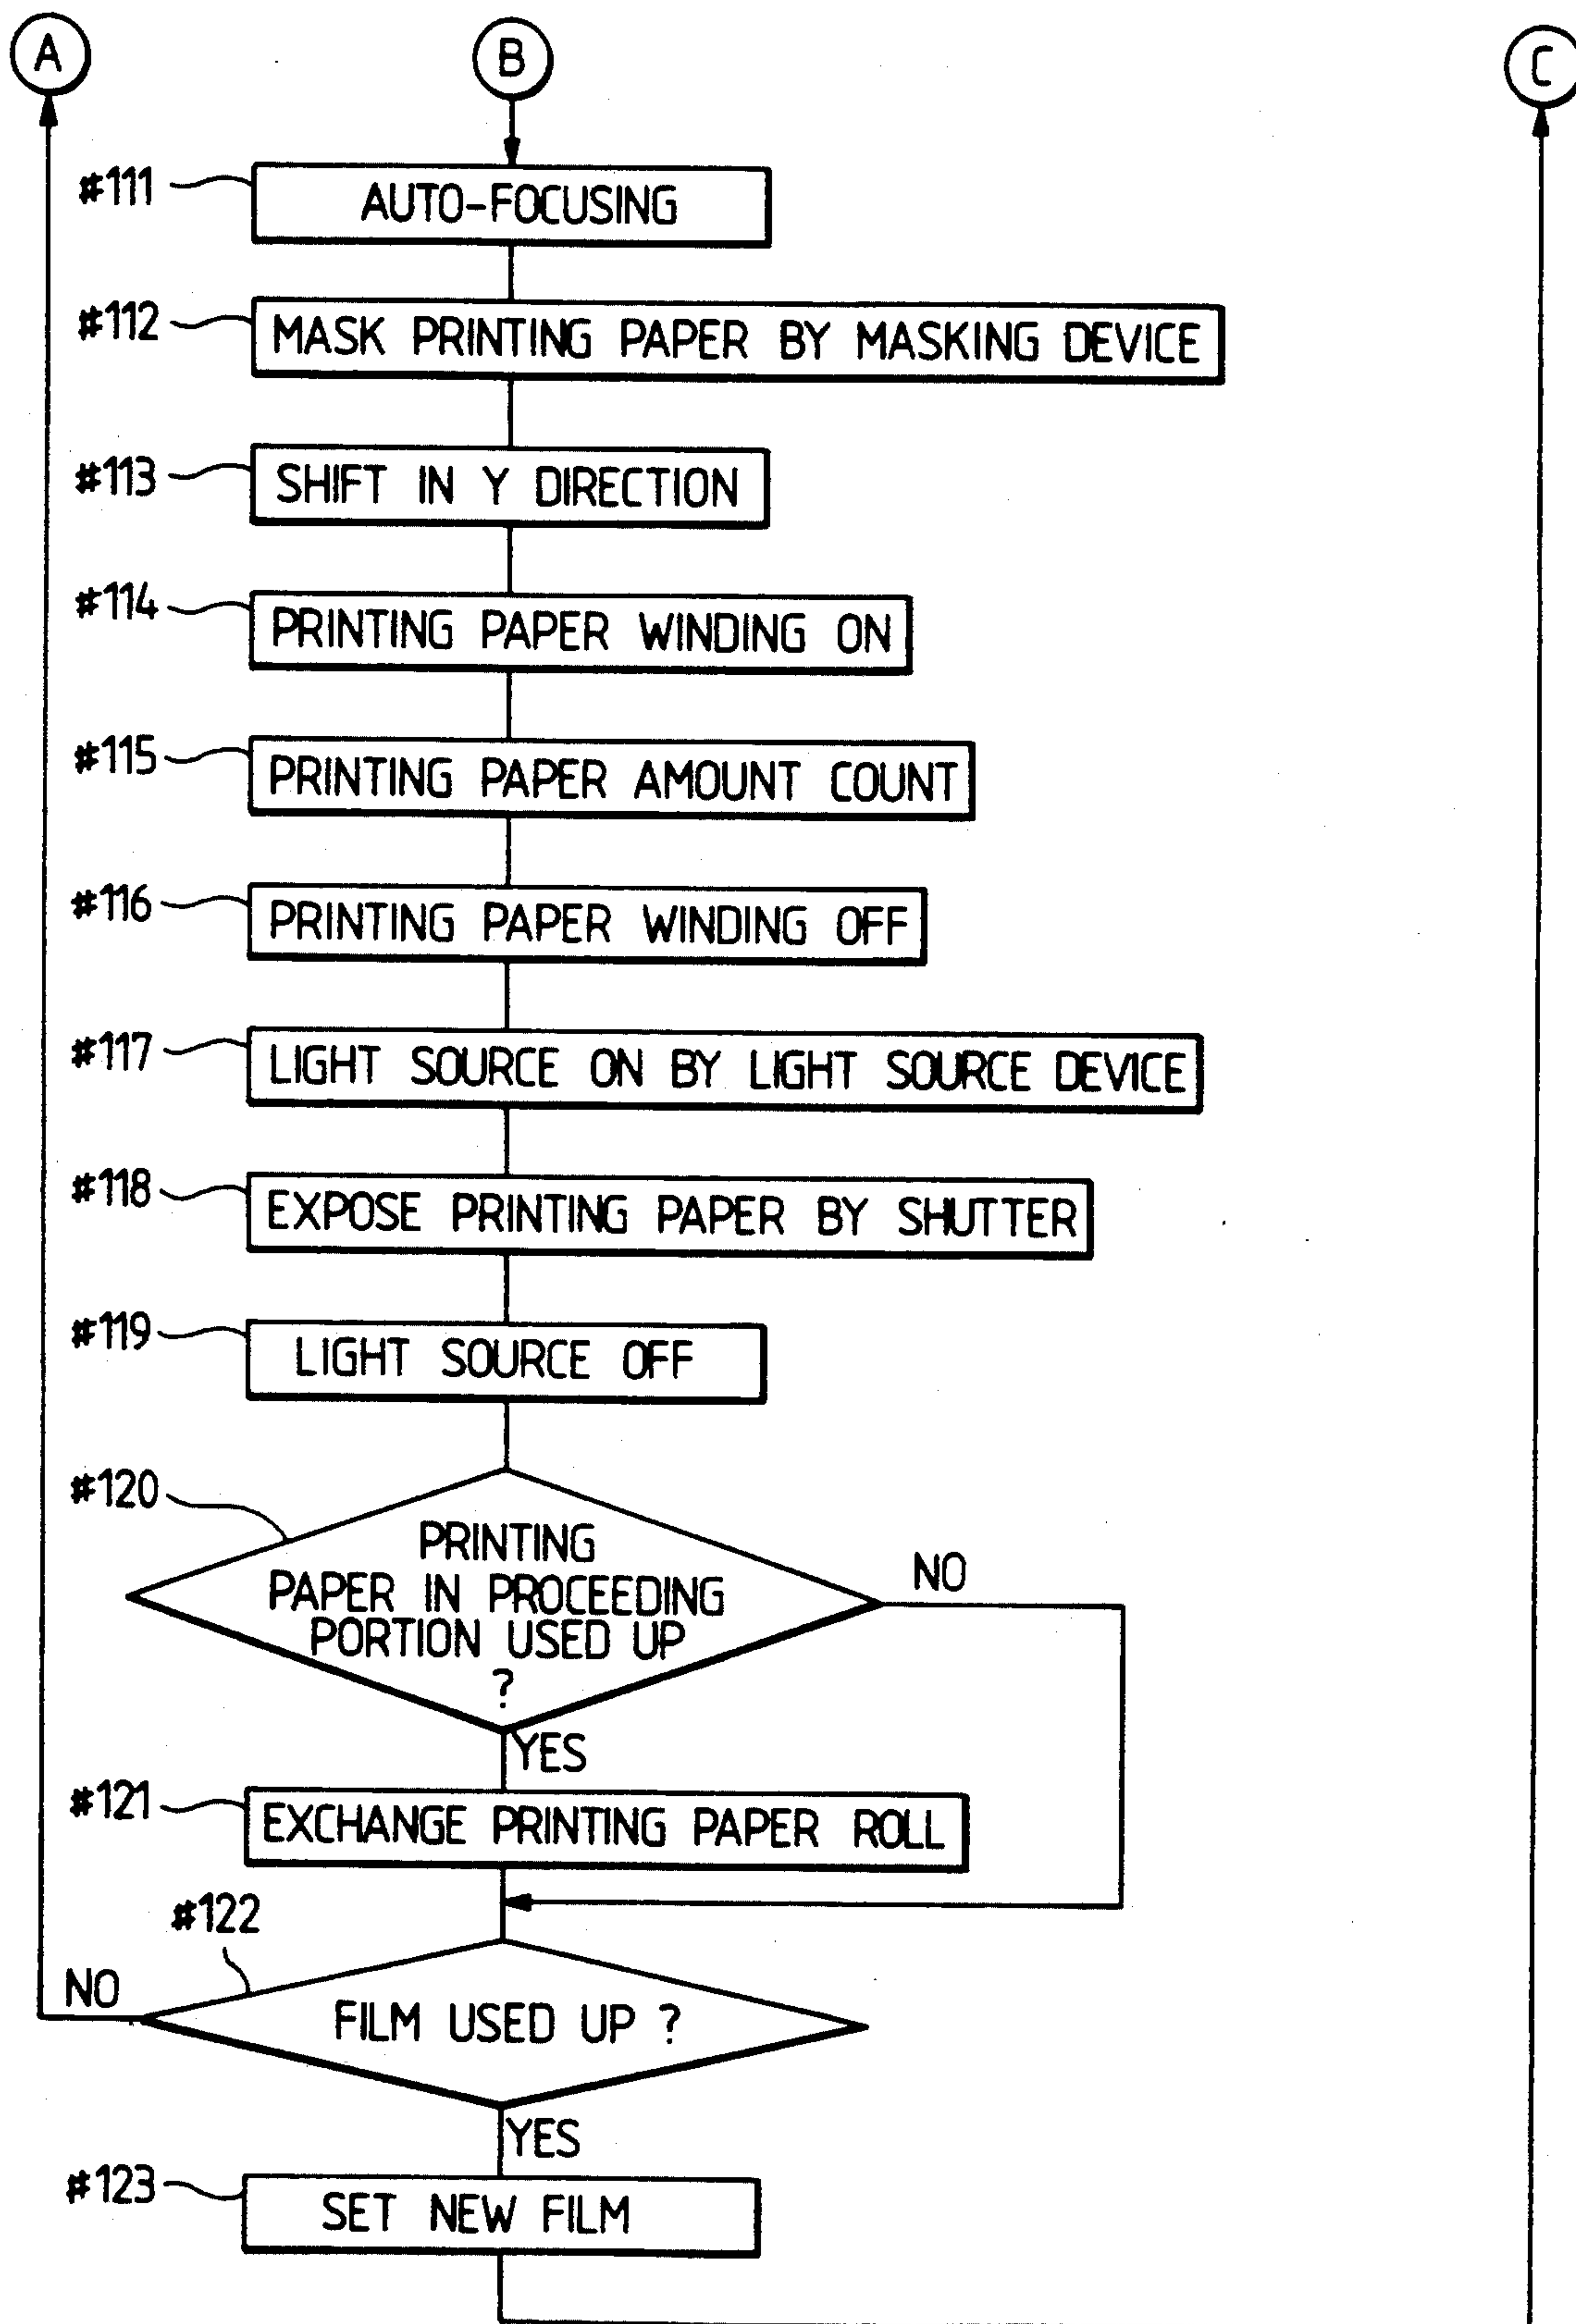 A
B
C
#111
AUTO-FOCUSING
#112
MASK PRINTING PAPER BY MASKING DEVICE
#113
SHIFT IN Y DIRECTION
#114
PRINTING PAPER WINDING ON
#115
PRINTING PAPER AMOUNT COUNT
#116
PRINTING PAPER WINDING OFF
#117
LIGHT SOURCE ON BY LIGHT SOURCE DEVICE
#118
EXPOSE PRINTING PAPER BY SHUTTER
#119
LIGHT SOURCE OFF
#120
PRINTING
PAPER IN PROCEEDING
PORTION USED UP
?
NO
YES
#121
EXCHANGE PRINTING PAPER ROLL
#122
NO
FILM USED UP ?
YES
#123
SET NEW FILM